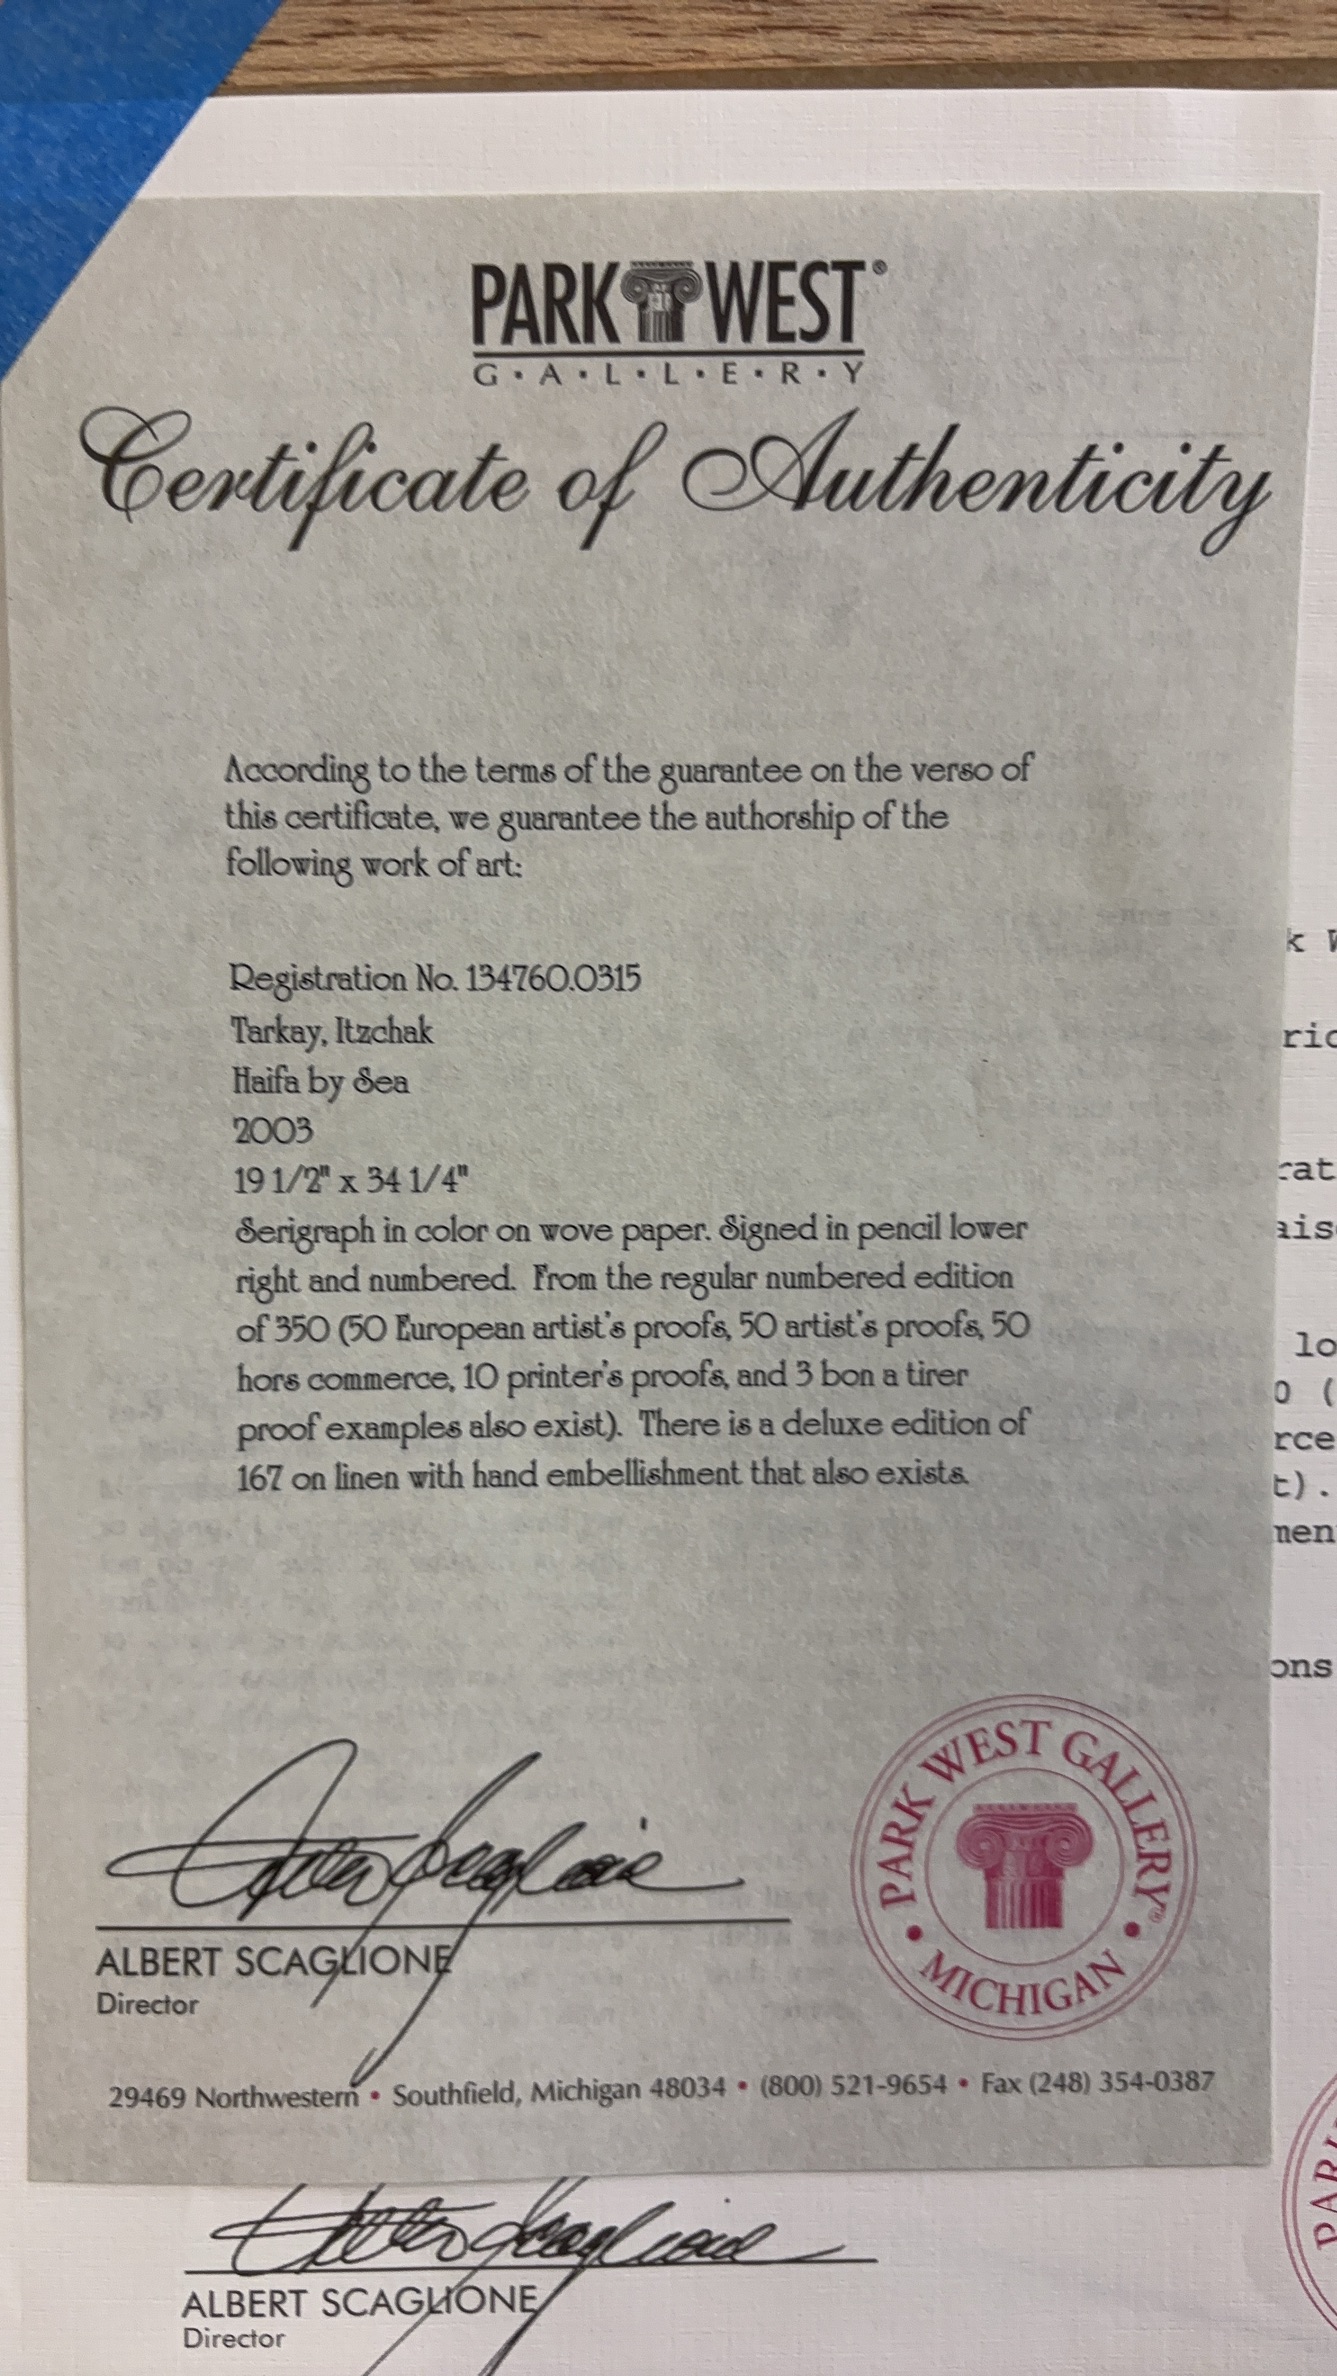 PARK WEST®
G·A·L·L·E·R·Y
Certificate of Authenticity
According to the terms of the guarantee on the verso of
this certificate, we guarantee the authorship of the
following work of art:
Registration No. 134760.0315
Tarkay, Itzchak
Haifa by Sea
2003
19 1/2" x 34 1/4"
Serigraph in color on wove paper. Signed in pencil lower
right and numbered. From the regular numbered edition
of 350 (50 European artist's proofs, 50 artist's proofs, 50
hors commerce, 10 printer's proofs, and 3 bon a tirer
proof examples also exist). There is a deluxe edition of
167 on linen with hand embellishment that also exists.
PARK WEST GALLERY®
• MICHIGAN •
ALBERT SCAGLIONE
Director
29469 Northwestern • Southfield, Michigan 48034 • (800) 521-9654 • Fax (248) 354-0387
ALBERT SCAGLIONE
Director